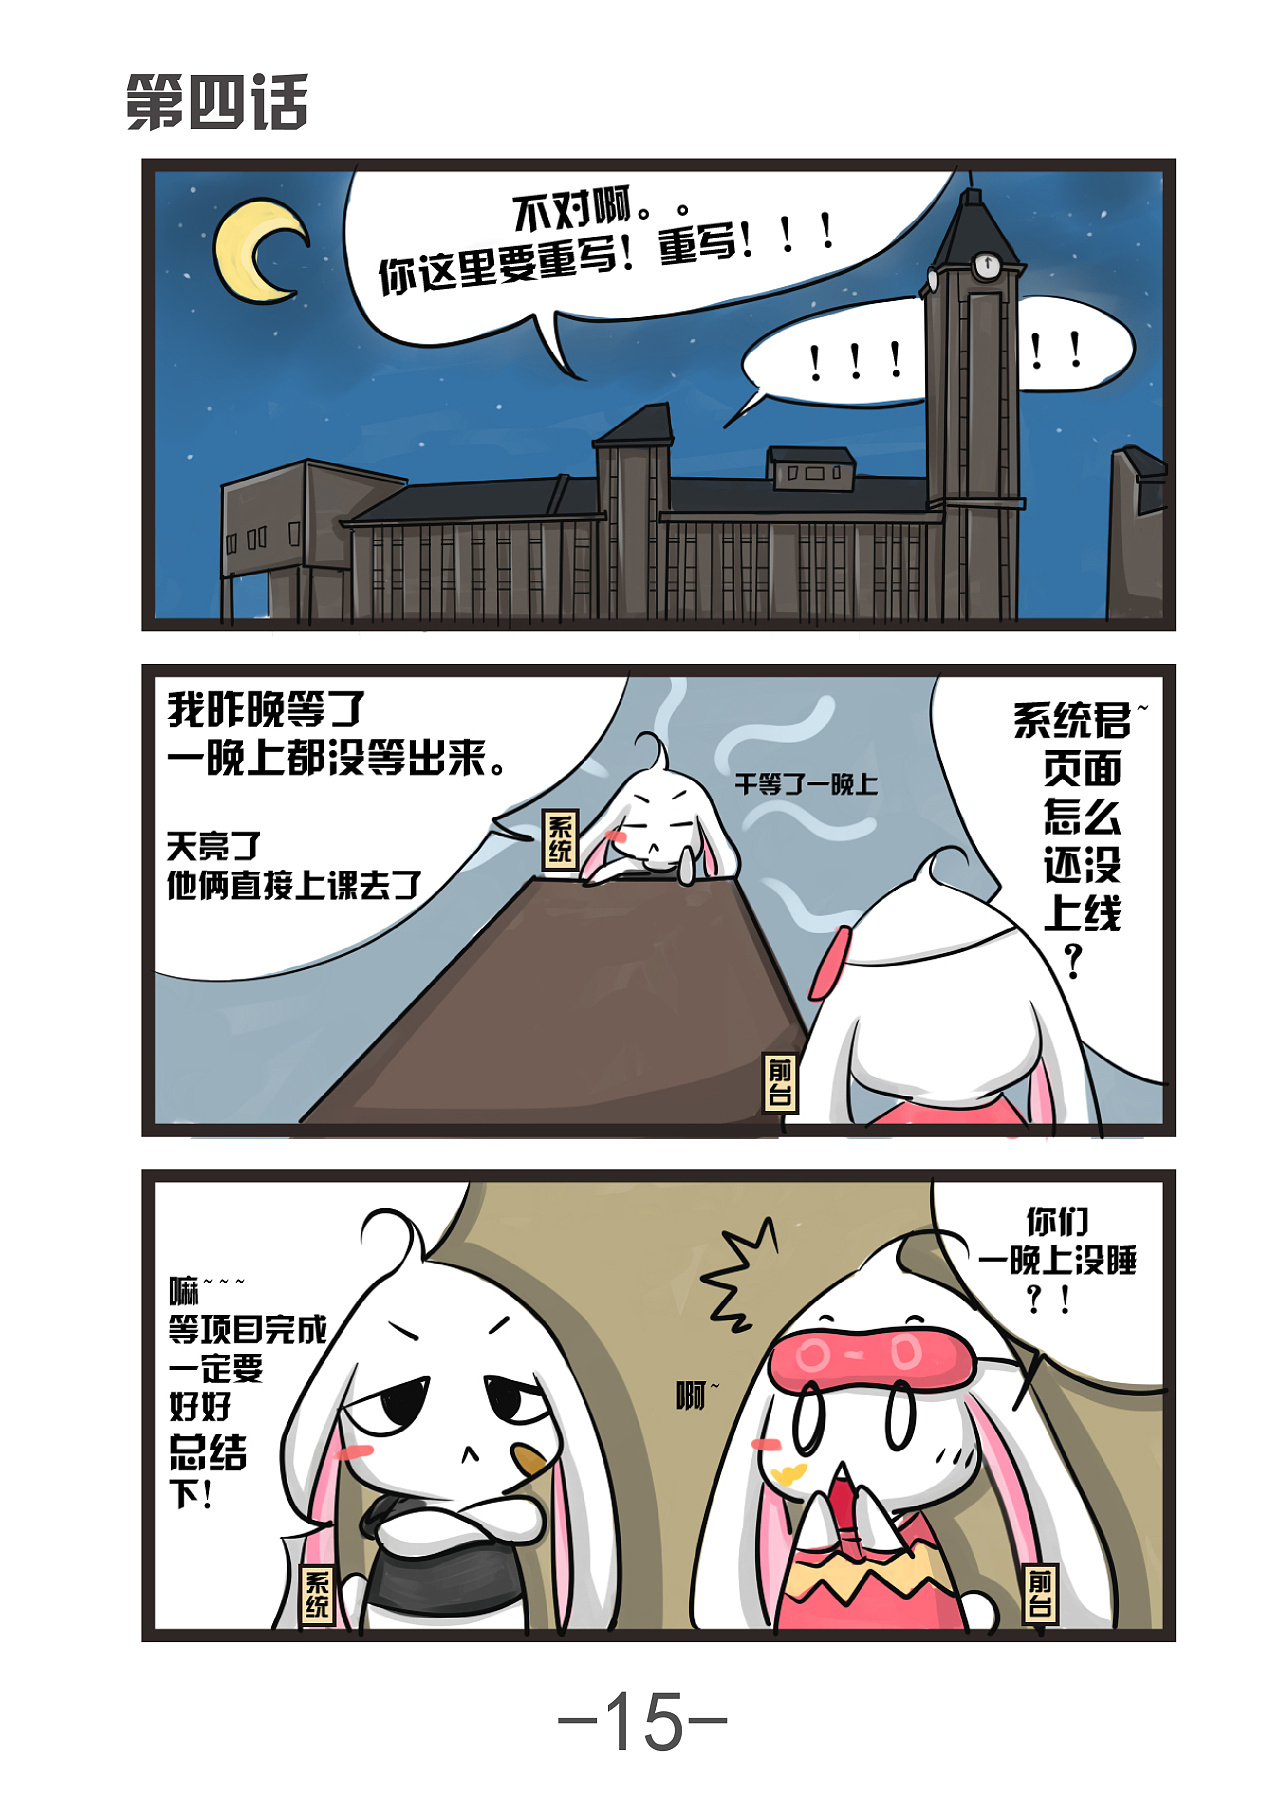 第四话
不对啊。。
你这里要重写！重写！！！
！！！ ！！
我昨晚等了
一晚上都没等出来。
天亮了
他俩直接上课去了
系统
干等了一晚上
系统君~
页面
怎么
还没
上线
？
前台
嘛~~~
等项目完成
一定要
好好
总结
下！
系统
啊~
你们
一晚上没睡
？！
前台
-15-